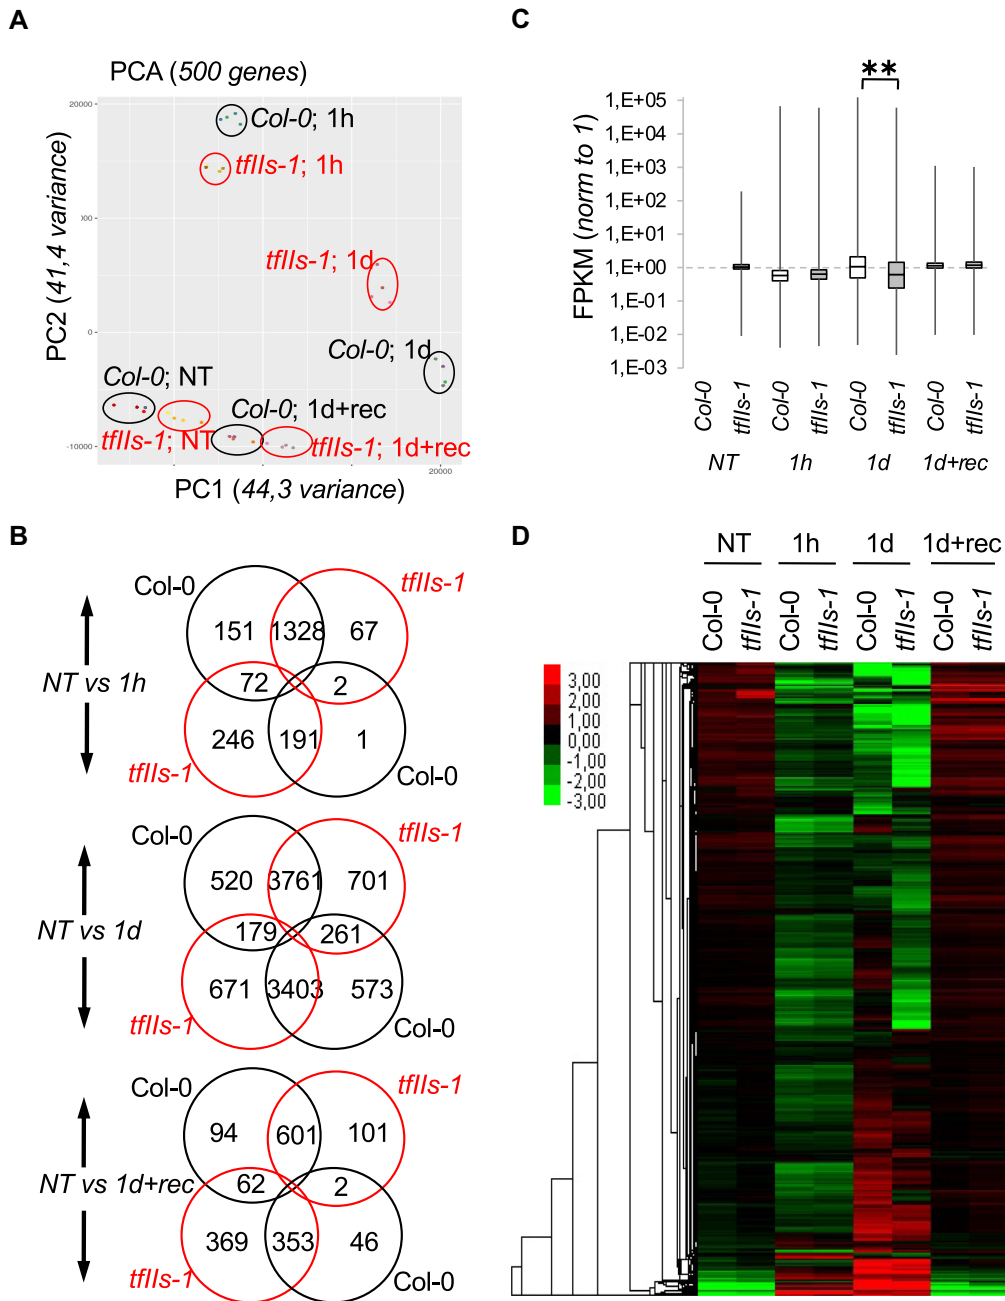 A
PCA (500 genes)
20000
Col-0; 1h
tfIIs-1; 1h
tfIIs-1; 1d
0
Col-0; 1d
Col-0; NT
tfIIs-1; NT
Col-0; 1d+rec
tfIIs-1; 1d+rec
-10000
20000
PC2 (41,4 variance)
PC1 (44,3 variance)
B
Col-0
tfIIs-1
151
1328
67
NT vs 1h
72
2
246
191
1
tfIIs-1
Col-0
Col-0
tfIIs-1
520
3761
701
NT vs 1d
179
261
671
3403
573
tfIIs-1
Col-0
Col-0
tfIIs-1
94
601
101
NT vs 1d+rec
62
2
369
353
46
tfIIs-1
Col-0
C
**
FPKM (norm to 1)
1,E+05
1,E+04
1,E+03
1,E+02
1,E+01
1,E+00
1,E-01
1,E-02
1,E-03
Col-0
tfIIs-1
Col-0
tfIIs-1
Col-0
tfIIs-1
Col-0
tfIIs-1
NT
1h
1d
1d+rec
D
NT
1h
1d
1d+rec
Col-0
tfIIs-1
Col-0
tfIIs-1
Col-0
tfIIs-1
Col-0
tfIIs-1
3,00
2,00
1,00
0,00
-1,00
-2,00
-3,00